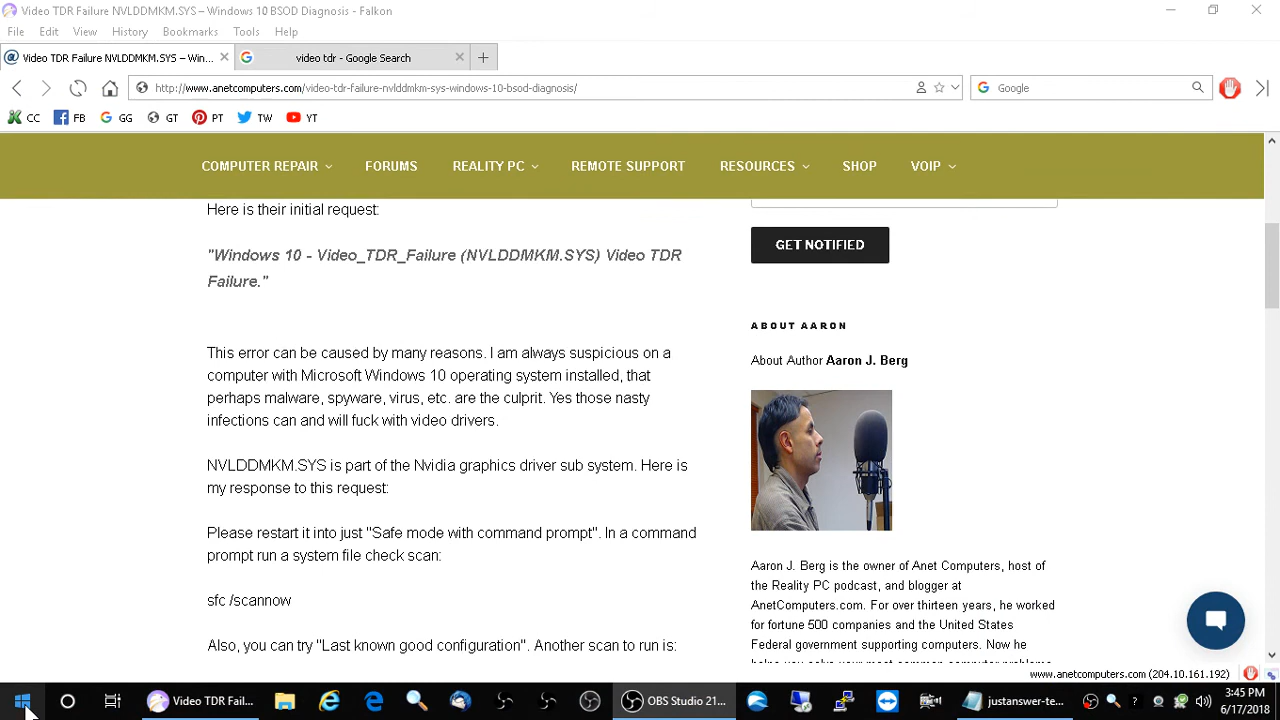 Video TDR Failure NVLDDMKM.SYS – Windows 10 BSOD Diagnosis - Falkon
File Edit View History Bookmarks Tools Help
Video TDR Failure NVLDDMKM.SYS – Win...
video tdr - Google Search
http://www.anetcomputers.com/video-tdr-failure-nvlddmkm-sys-windows-10-bsod-diagnosis/
Google
CC FB GG GT PT TW YT
COMPUTER REPAIR FORUMS REALITY PC REMOTE SUPPORT RESOURCES SHOP VOIP
Here is their initial request:
"Windows 10 - Video_TDR_Failure (NVLDDMKM.SYS) Video TDR
Failure."
This error can be caused by many reasons. I am always suspicious on a
computer with Microsoft Windows 10 operating system installed, that
perhaps malware, spyware, virus, etc. are the culprit. Yes those nasty
infections can and will fuck with video drivers.
NVLDDMKM.SYS is part of the Nvidia graphics driver sub system. Here is
my response to this request:
Please restart it into just "Safe mode with command prompt". In a command
prompt run a system file check scan:
sfc /scannow
Also, you can try "Last known good configuration". Another scan to run is:
GET NOTIFIED
ABOUT AARON
About Author Aaron J. Berg
Aaron J. Berg is the owner of Anet Computers, host of
the Reality PC podcast, and blogger at
AnetComputers.com. For over thirteen years, he worked
for fortune 500 companies and the United States
Federal government supporting computers. Now he
helps you solve your most common computer problems
www.anetcomputers.com (204.10.161.192)
Video TDR Fail...
OBS Studio 21...
justanswer-te...
3:45 PM
6/17/2018